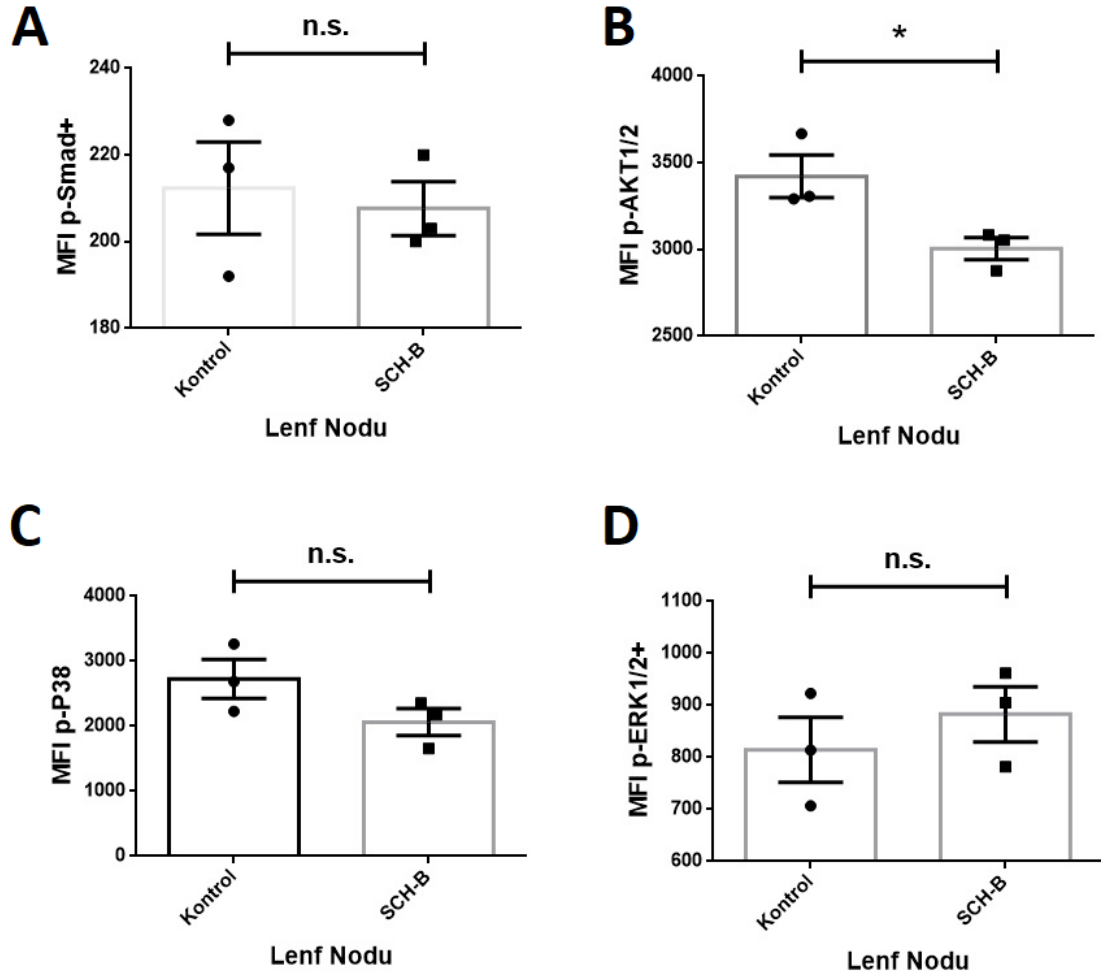 A
n.s.
MFI p-Smad+
240
220
200
180
Kontrol
SCH-B
Lenf Nodu
B
*
MFI p-AKT1/2
4000
3500
3000
2500
Kontrol
SCH-B
Lenf Nodu
C
n.s.
MFI p-P38
4000
3000
2000
1000
0
Kontrol
SCH-B
Lenf Nodu
D
n.s.
MFI p-ERK1/2+
1100
1000
900
800
700
600
Kontrol
SCH-B
Lenf Nodu